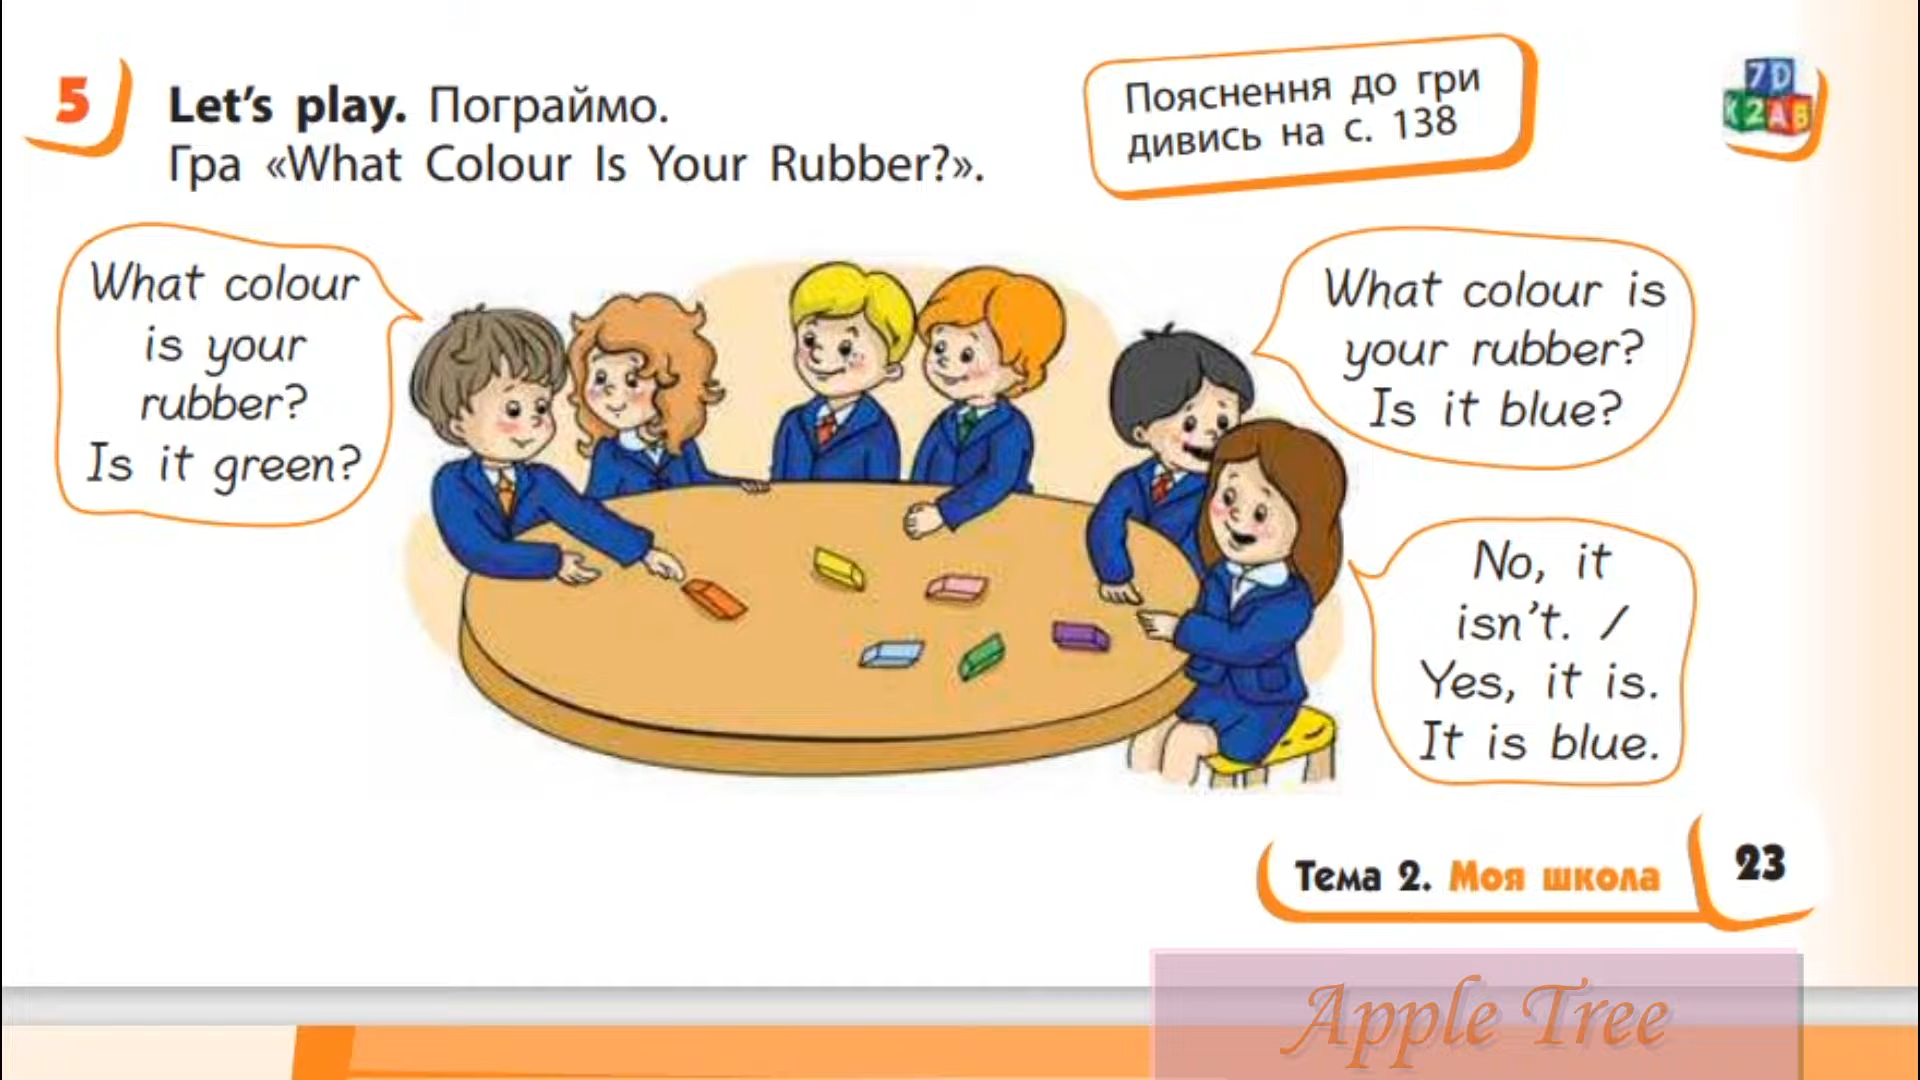 5
Let's play. Пограймо.
Гра «What Colour Is Your Rubber?».
Пояснення до гри
дивись на с. 138
7D
K2AB
What colour
is your
rubber?
Is it green?
What colour is
your rubber?
Is it blue?
No, it
isn't. /
Yes, it is.
It is blue.
Тема 2. Моя школа
23
Apple Tree